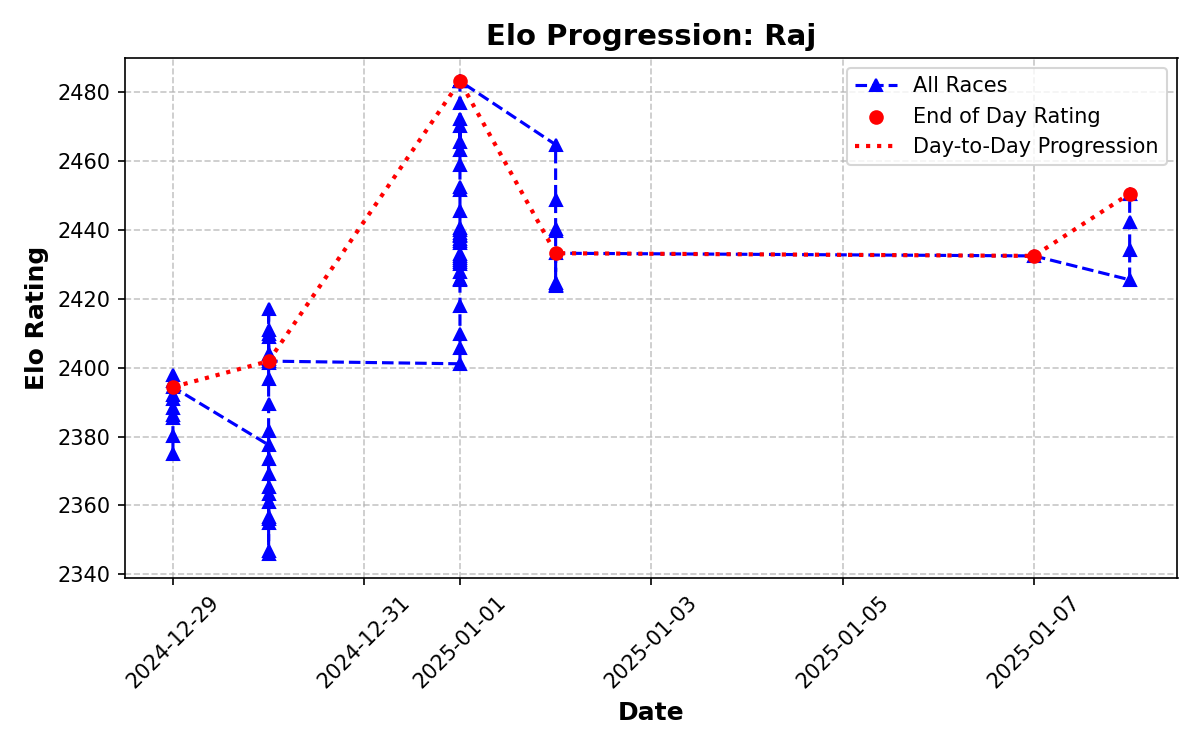 Elo Progression: Raj
All Races
End of Day Rating
Day-to-Day Progression
Elo Rating
2480
2460
2440
2420
2400
2380
2360
2340
2024-12-29
2024-12-31
2025-01-01
2025-01-03
2025-01-05
2025-01-07
Date